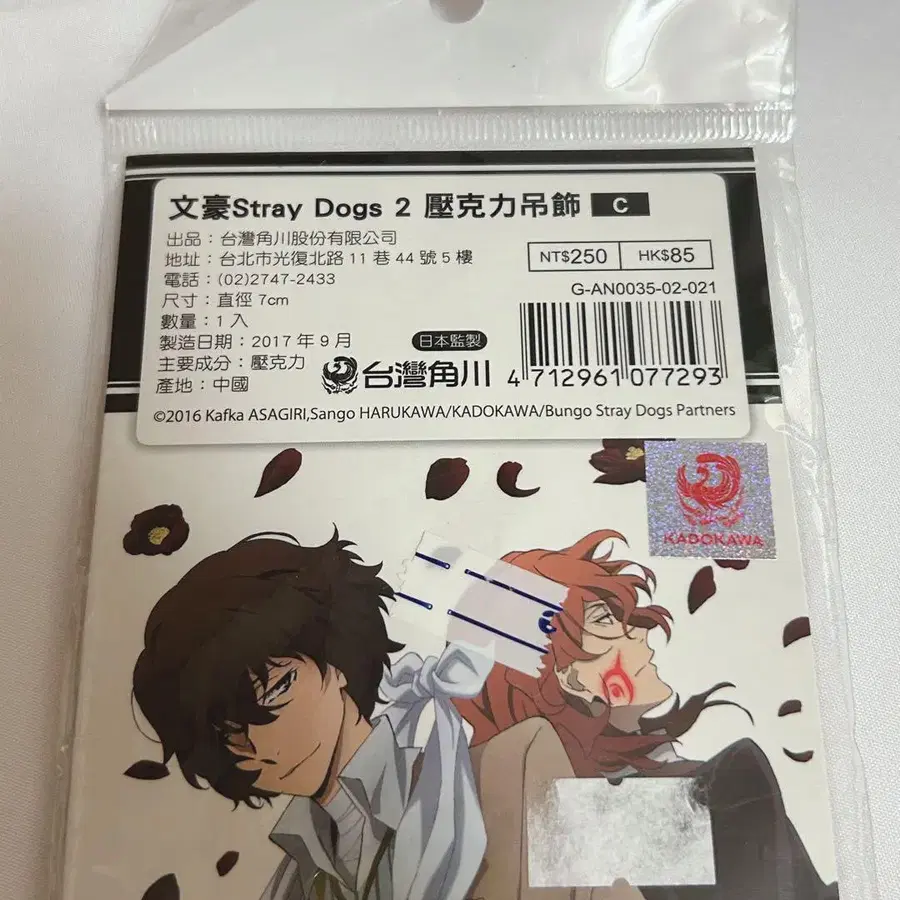 文豪Stray Dogs 2 壓克力吊飾 C
出品：台灣角川股份有限公司
地址：台北市光復北路 11 巷 44 號 5 樓
電話：(02)2747-2433
尺寸：直徑 7cm
數量：1 入
製造日期：2017 年 9 月
主要成分：壓克力
產地：中國
NT$250 HK$85
G-AN0035-02-021
日本監製
台灣角川
4 712961 077293
©2016 Kafka ASAGIRI,Sango HARUKAWA/KADOKAWA/Bungo Stray Dogs Partners
KADOKAWA